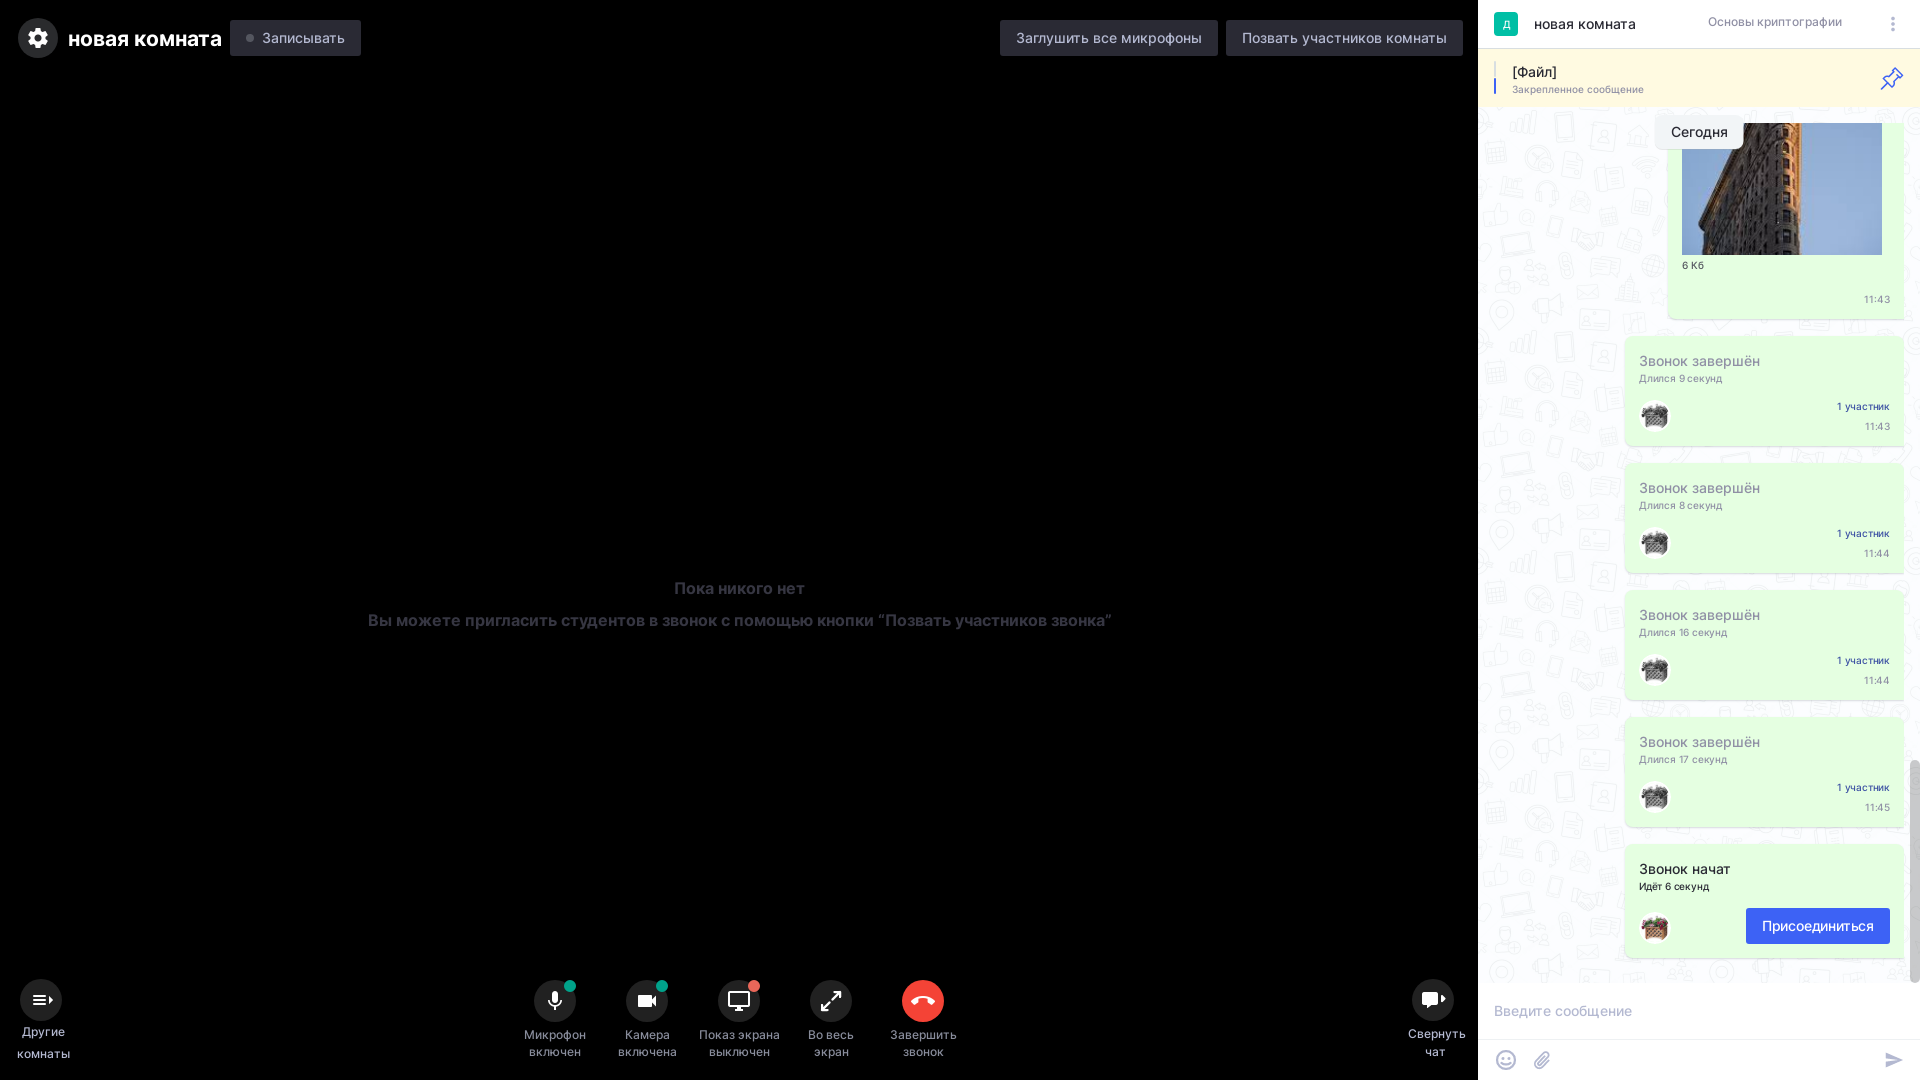 новая комната
Записывать
Заглушить все микрофоны
Позвать участников комнаты
Пока никого нет
Вы можете пригласить студентов в звонок с помощью кнопки “Позвать участников звонка”
Другие
комнаты
Микрофон
включен
Камера
включена
Показ экрана
выключен
Во весь
экран
Завершить
звонок
Свернуть
чат
Д
новая комната
Основы криптографии
[Файл]
Закрепленное сообщение
Сегодня
6 Кб
11:43
Звонок завершён
Длился 9 секунд
1 участник
11:43
Звонок завершён
Длился 8 секунд
1 участник
11:44
Звонок завершён
Длился 16 секунд
1 участник
11:44
Звонок завершён
Длился 17 секунд
1 участник
11:45
Звонок начат
Идёт 6 секунд
Присоединиться
Введите сообщение